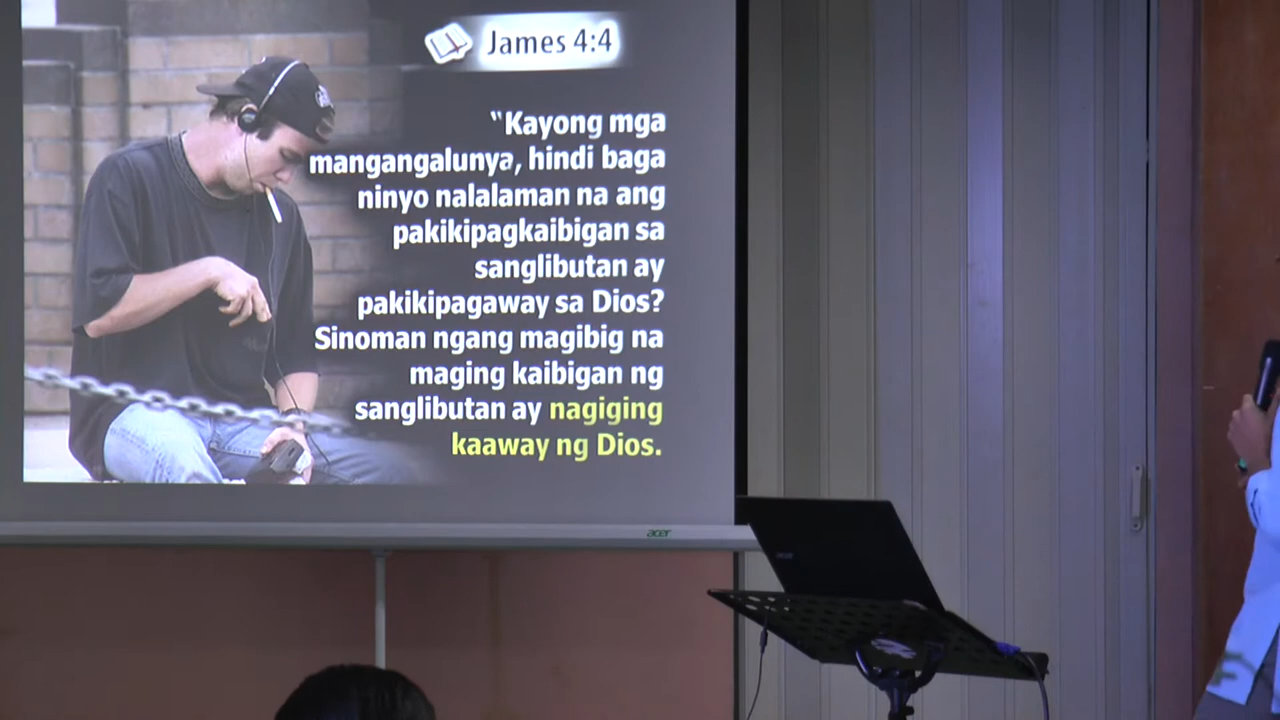 James 4:4
"Kayong mga
mangangalunya, hindi baga
ninyo nalalaman na ang
pakikipagkaibigan sa
sanglibutan ay
pakikipagaway sa Dios?
Sinoman ngang magibig na
maging kaibigan ng
sanglibutan ay nagiging
kaaway ng Dios.
acer